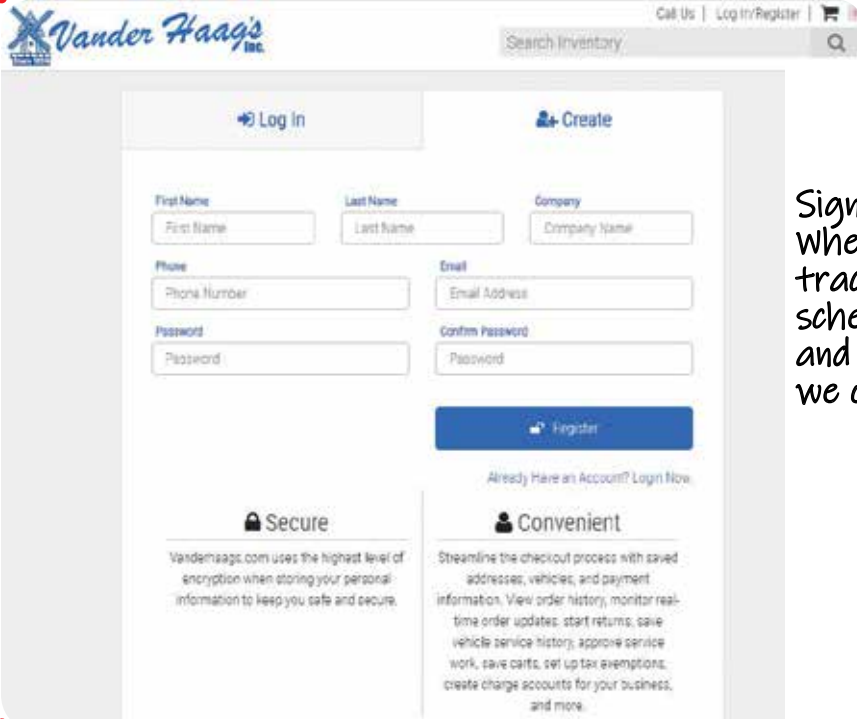 Call Us | Log In/Register |
Vander Haag's Inc.
Search Inventory
Log In
Create
First Name Last Name Company
First Name Last Name Company Name
Phone Email
Phone Number Email Address
Password Confirm Password
Password Password
Register
Already Have an Account? Login Now.
Secure
Convenient
Vanderhaags.com uses the highest level of
encryption when storing your personal
information to keep you safe and secure.
Streamline the checkout process with saved
addresses, vehicles, and payment
information. View order history, monitor real-
time order updates, start returns, save
vehicle service history, approve service
work, save carts, set up tax exemptions,
create charge accounts for your business,
and more.
Sign
and
we